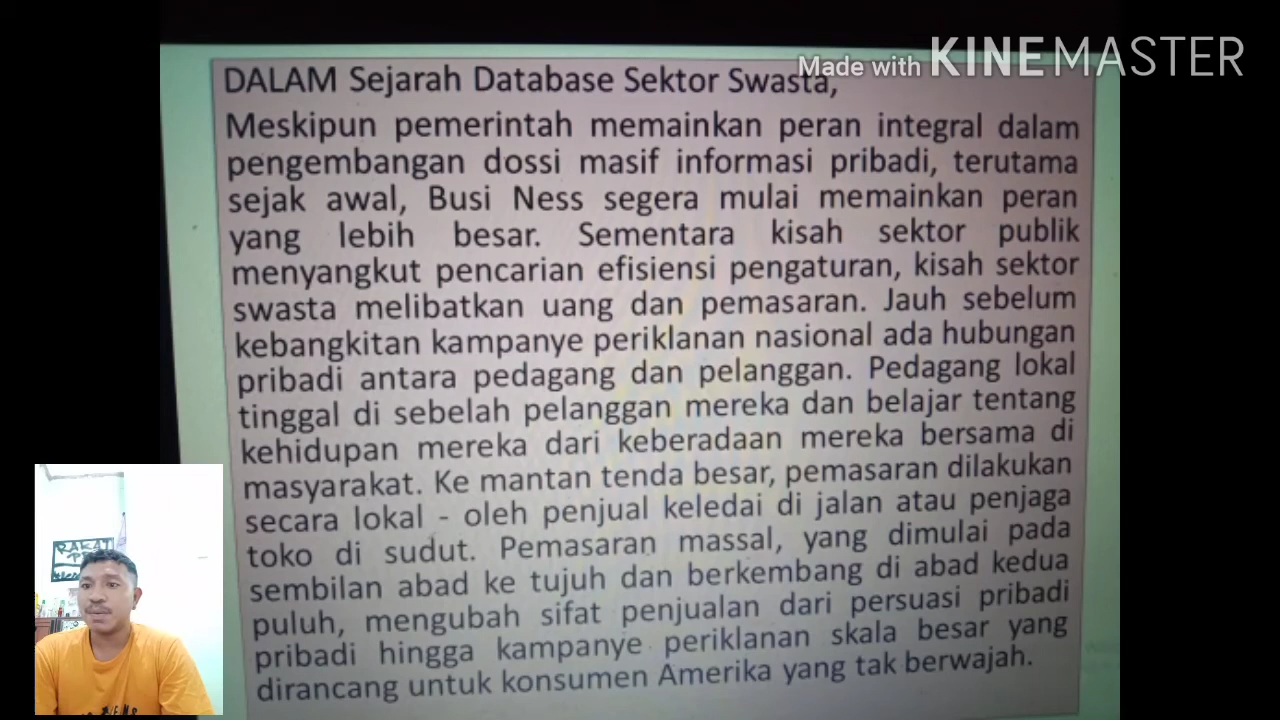 Made with KINEMASTER
DALAM Sejarah Database Sektor Swasta,
Meskipun pemerintah memainkan peran integral dalam
pengembangan dossi masif informasi pribadi, terutama
sejak awal, Busi Ness segera mulai memainkan peran
yang lebih besar. Sementara kisah sektor publik
menyangkut pencarian efisiensi pengaturan, kisah sektor
swasta melibatkan uang dan pemasaran. Jauh sebelum
kebangkitan kampanye periklanan nasional ada hubungan
pribadi antara pedagang dan pelanggan. Pedagang lokal
tinggal di sebelah pelanggan mereka dan belajar tentang
kehidupan mereka dari keberadaan mereka bersama di
masyarakat. Ke mantan tenda besar, pemasaran dilakukan
secara lokal - oleh penjual keledai di jalan atau penjaga
toko di sudut. Pemasaran massal, yang dimulai pada
sembilan abad ke tujuh dan berkembang di abad kedua
puluh, mengubah sifat penjualan dari persuasi pribadi
pribadi hingga kampanye periklanan skala besar yang
dirancang untuk konsumen Amerika yang tak berwajah.